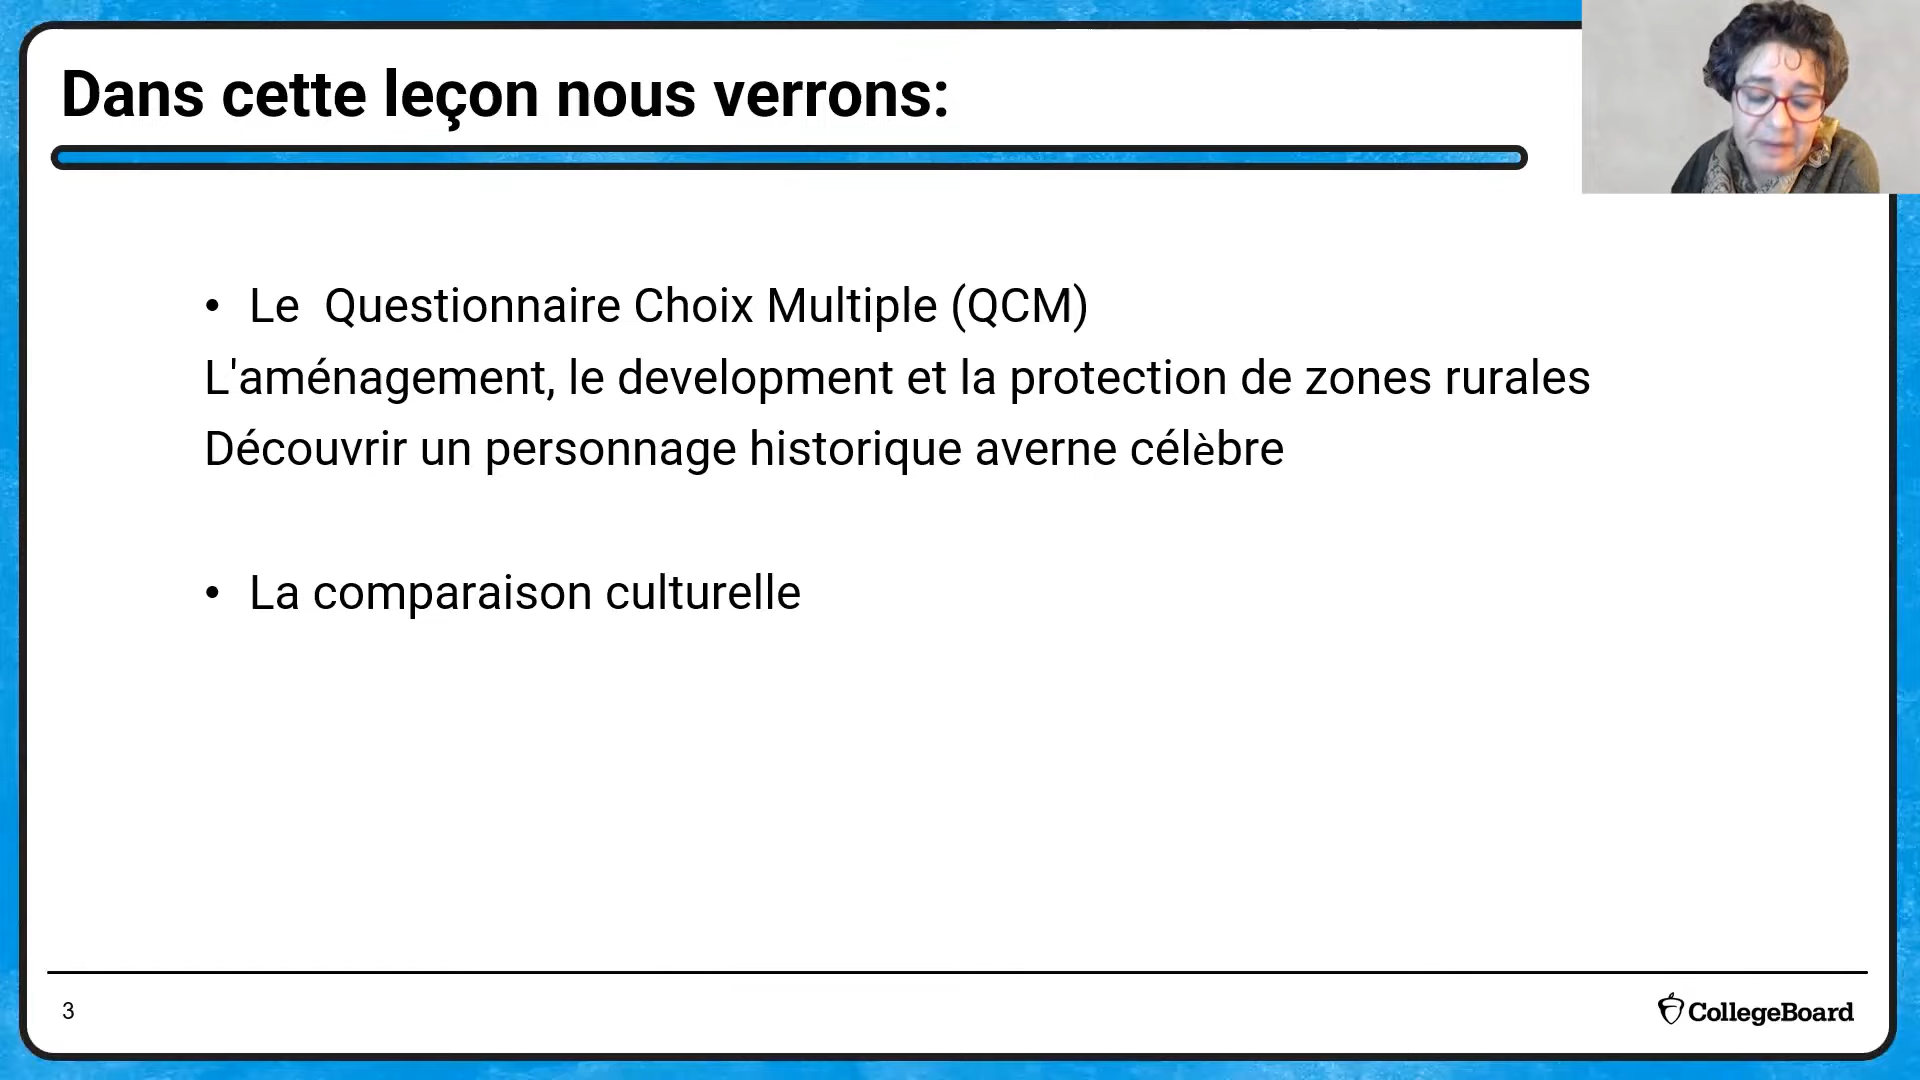 Dans cette leçon nous verrons:
• Le  Questionnaire Choix Multiple (QCM)
L'aménagement, le development et la protection de zones rurales
Découvrir un personnage historique averne célèbre
• La comparaison culturelle
3
CollegeBoard